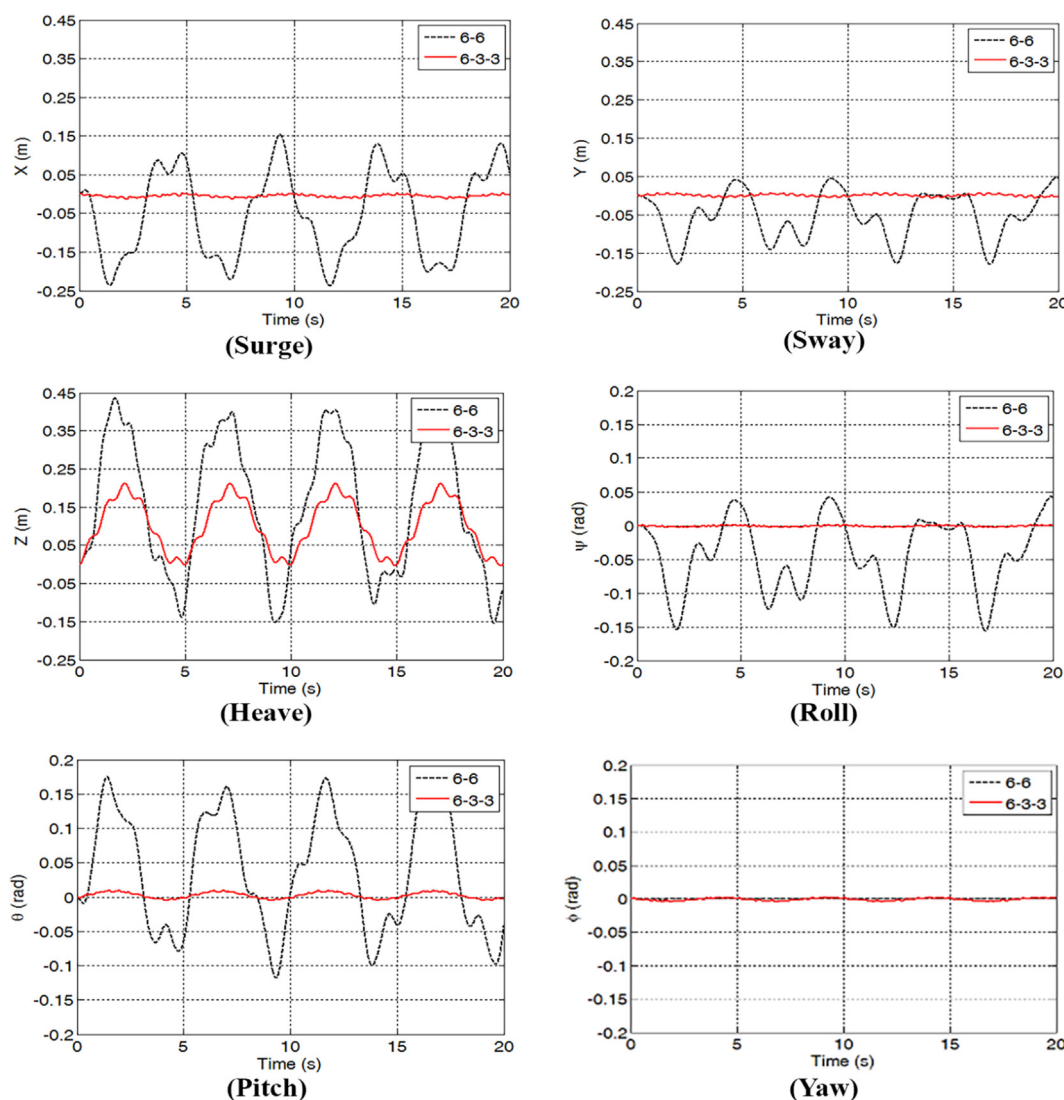 0.45
0.35
0.25
0.15
0.05
-0.05
-0.15
-0.25
X (m)
6-6
6-3-3
0 5 10 15 20
Time (s)
(Surge)
0.45
0.35
0.25
0.15
0.05
-0.05
-0.15
-0.25
Y (m)
6-6
6-3-3
0 5 10 15 20
Time (s)
(Sway)
0.45
0.35
0.25
0.15
0.05
-0.05
-0.15
-0.25
Z (m)
6-6
6-3-3
0 5 10 15 20
Time (s)
(Heave)
0.2
0.15
0.1
0.05
0
-0.05
-0.1
-0.15
-0.2
ψ (rad)
6-6
6-3-3
0 5 10 15 20
Time (s)
(Roll)
0.2
0.15
0.1
0.05
0
-0.05
-0.1
-0.15
-0.2
θ (rad)
6-6
6-3-3
0 5 10 15 20
Time (s)
(Pitch)
0.2
0.15
0.1
0.05
0
-0.05
-0.1
-0.15
-0.2
ϕ (rad)
6-6
6-3-3
0 5 10 15 20
Time (s)
(Yaw)